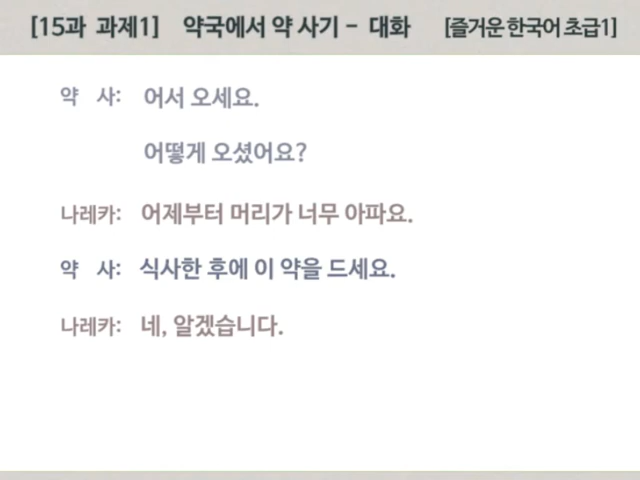 [15과 과제1] 약국에서 약 사기 - 대화 [즐거운 한국어 초급1]
약 사: 어서 오세요.
어떻게 오셨어요?
나레카: 어제부터 머리가 너무 아파요.
약 사: 식사한 후에 이 약을 드세요.
나레카: 네, 알겠습니다.